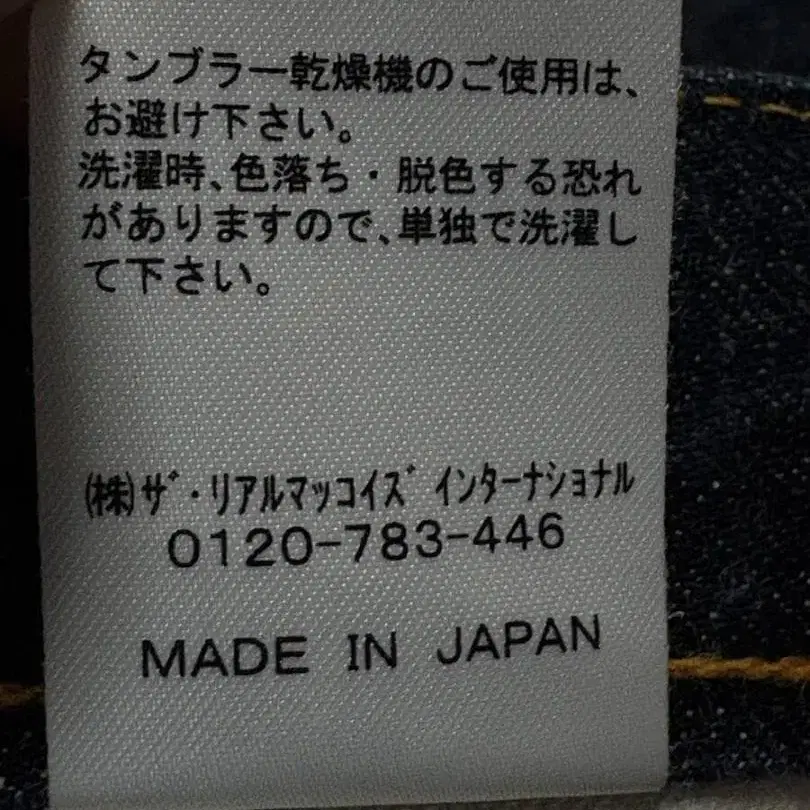 タンブラー乾燥機のご使用は、
お避け下さい。
洗濯時、色落ち・脱色する恐れ
がありますので、単独で洗濯し
て下さい。
㈱ｻﾞ・ﾘｱﾙﾏｯｺｲｽﾞ ｲﾝﾀｰﾅｼｮﾅﾙ
0120-783-446
MADE IN JAPAN